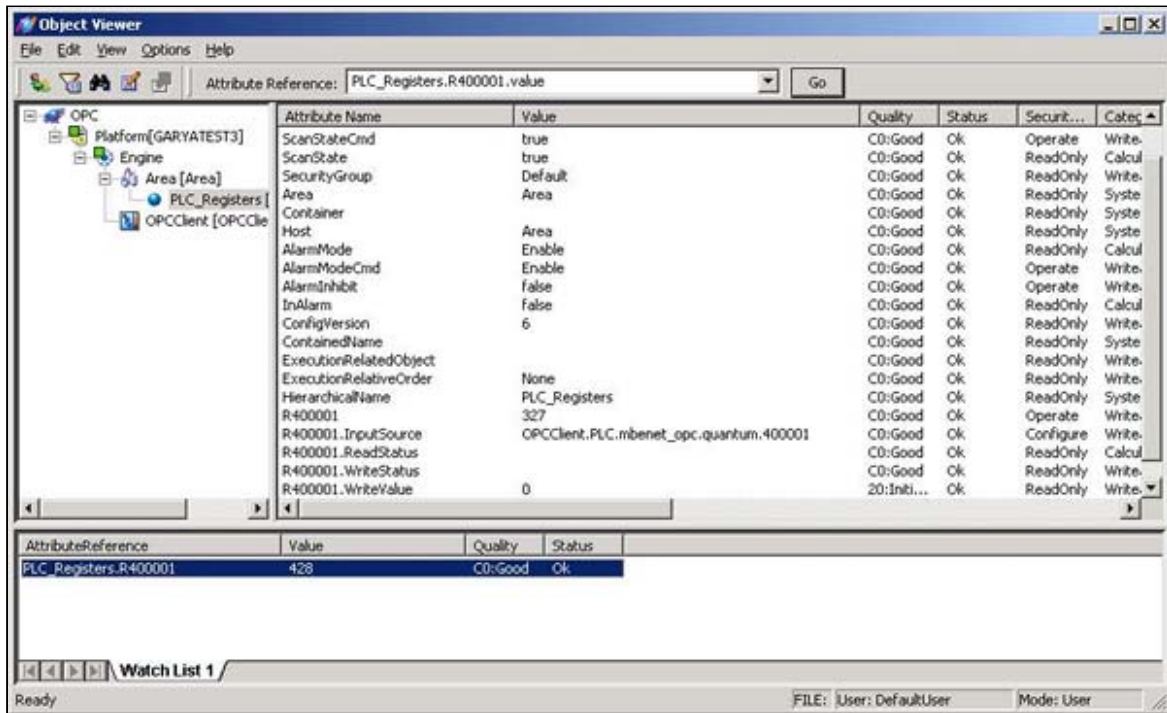 Object Viewer
File Edit View Options Help
Attribute Reference: PLC_Registers.R400001.value Go
OPC
Platform[GARYATEST3]
Engine
Area [Area]
PLC_Registers [
OPCClient [OPCClie
Attribute Name Value Quality Status Securit... Categ
ScanStateCmd true C0:Good Ok Operate Write-
ScanState true C0:Good Ok ReadOnly Calcul
SecurityGroup Default C0:Good Ok ReadOnly Write-
Area Area C0:Good Ok ReadOnly Syste
Container C0:Good Ok ReadOnly Syste
Host Area C0:Good Ok ReadOnly Syste
AlarmMode Enable C0:Good Ok ReadOnly Calcul
AlarmModeCmd Enable C0:Good Ok Operate Write-
AlarmInhibit false C0:Good Ok Operate Write-
InAlarm false C0:Good Ok ReadOnly Calcul
ConfigVersion 6 C0:Good Ok ReadOnly Write-
ContainedName C0:Good Ok ReadOnly Syste
ExecutionRelatedObject C0:Good Ok ReadOnly Write-
ExecutionRelativeOrder None C0:Good Ok ReadOnly Write-
HierarchicalName PLC_Registers C0:Good Ok ReadOnly Syste
R400001 327 C0:Good Ok Operate Write-
R400001.InputSource OPCClient.PLC.mbenet_opc.quantum.400001 C0:Good Ok Configure Write-
R400001.ReadStatus C0:Good Ok ReadOnly Calcul
R400001.WriteStatus C0:Good Ok ReadOnly Write-
R400001.WriteValue 0 20:Initi... Ok ReadOnly Write-
AttributeReference Value Quality Status
PLC_Registers.R400001 428 C0:Good Ok
Watch List 1
Ready FILE: User: DefaultUser Mode: User